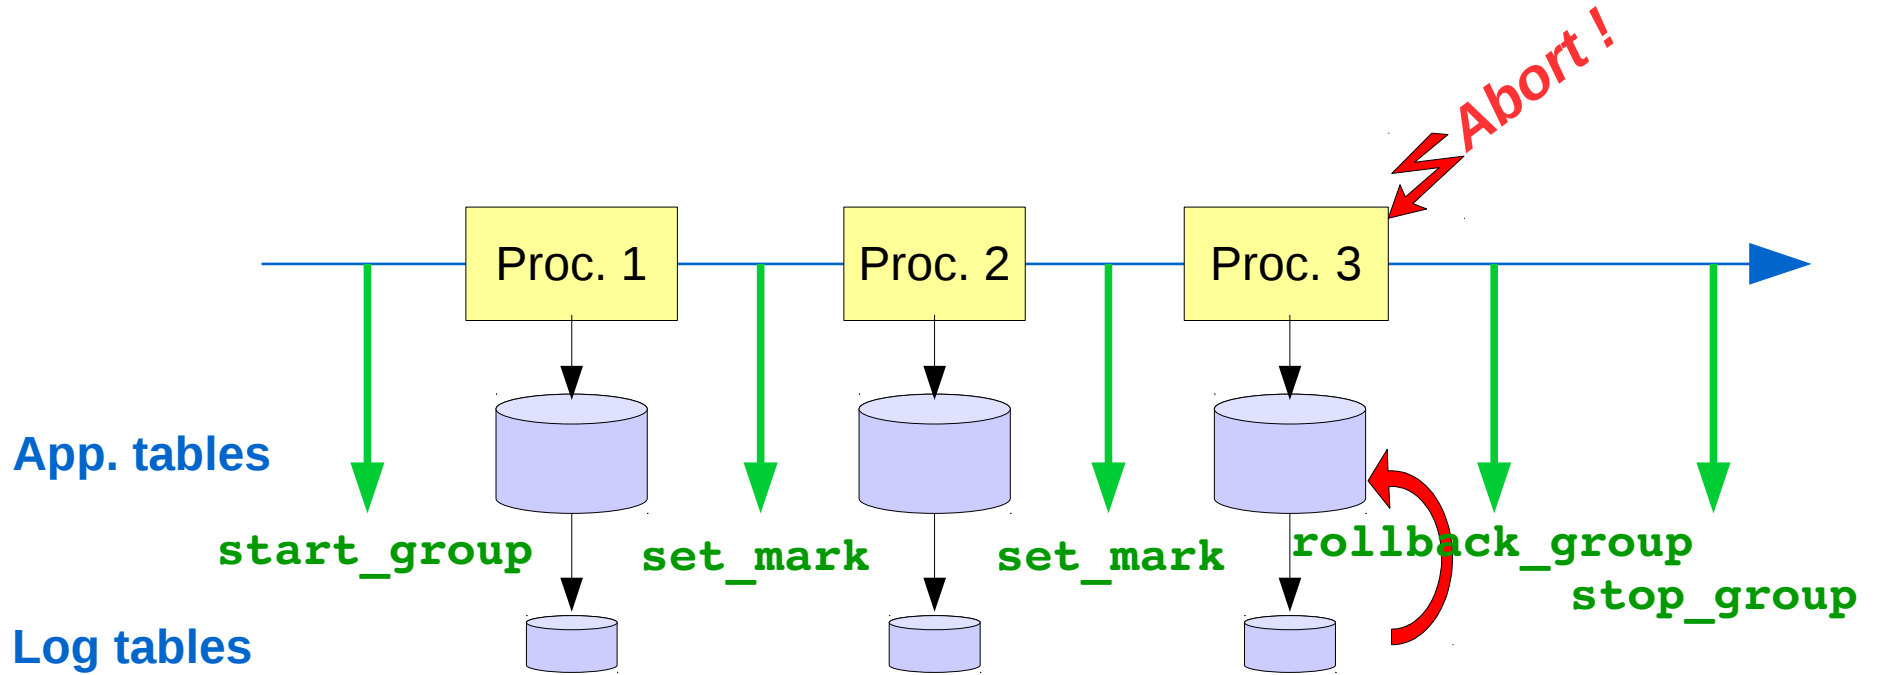 Abort !
Proc. 1
Proc. 2
Proc. 3
App. tables
start_group
set_mark
set_mark
rollback_group
stop_group
Log tables